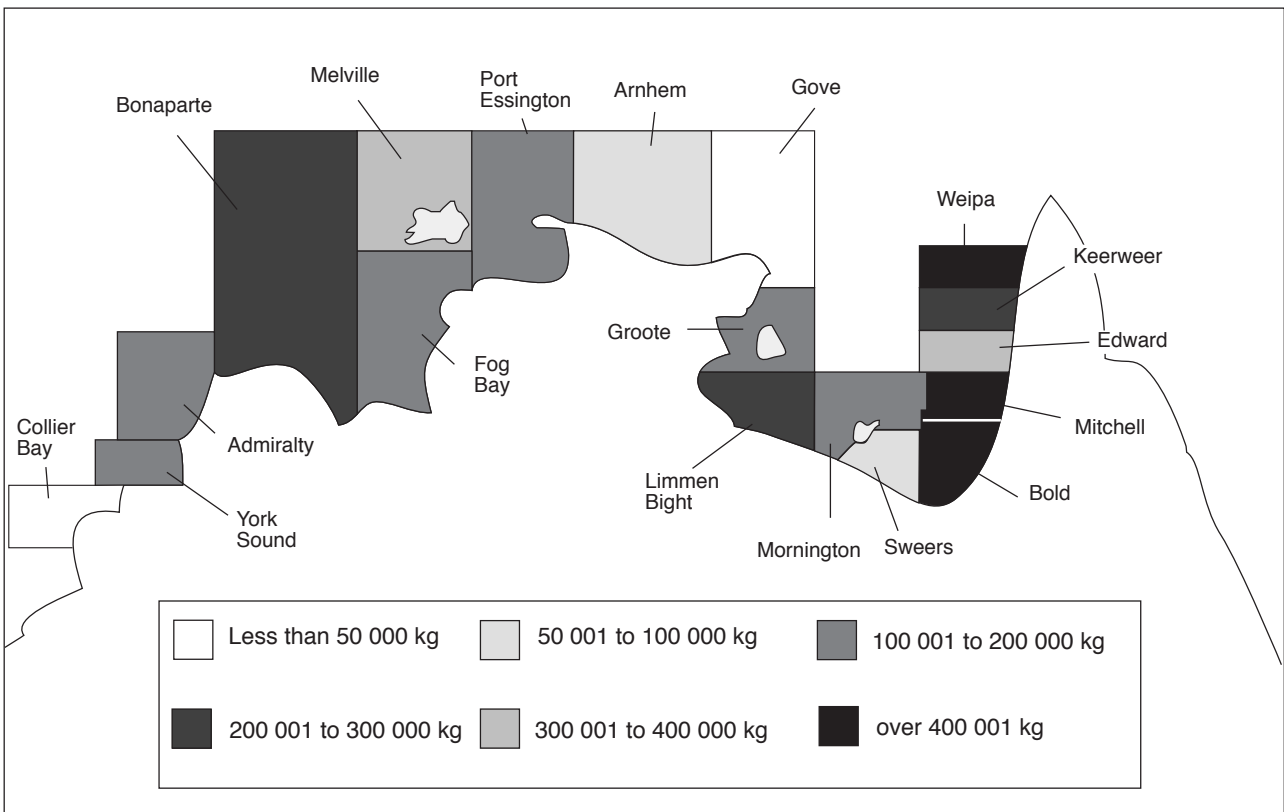 Melville
Port
Essington
Arnhem
Gove
Bonaparte
Weipa
Keerweer
Groote
Edward
Fog
Bay
Collier
Bay
Admiralty
Mitchell
Limmen
Bight
Bold
York
Sound
Mornington
Sweers
Less than 50 000 kg
50 001 to 100 000 kg
100 001 to 200 000 kg
200 001 to 300 000 kg
300 001 to 400 000 kg
over 400 001 kg